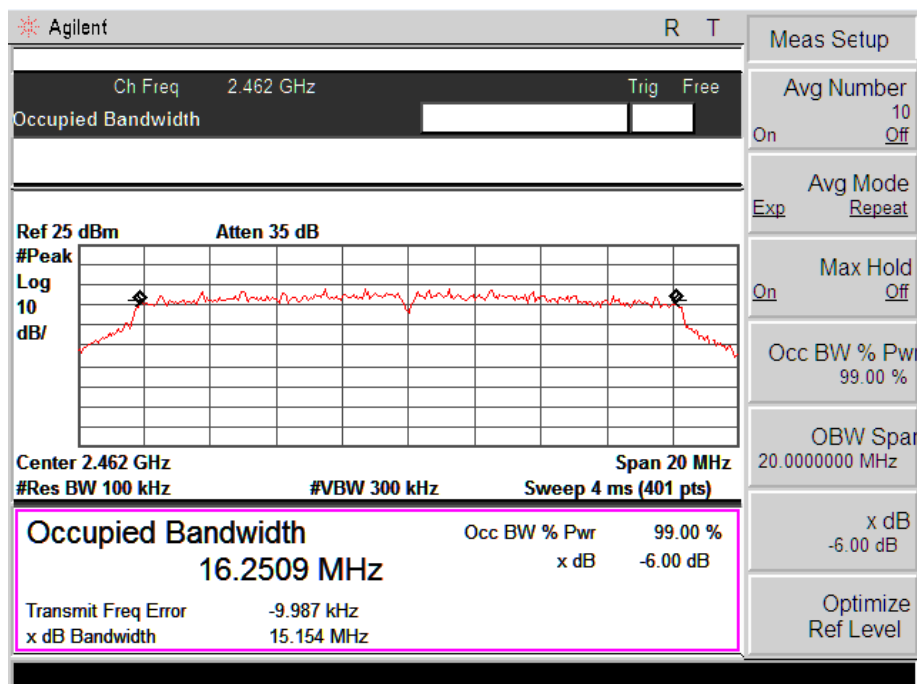 Agilent R T
Ch Freq 2.462 GHz Trig Free
Occupied Bandwidth
Ref 25 dBm Atten 35 dB
#Peak
Log
10
dB/
Center 2.462 GHz Span 20 MHz
#Res BW 100 kHz #VBW 300 kHz Sweep 4 ms (401 pts)
Occupied Bandwidth Occ BW % Pwr 99.00 %
16.2509 MHz x dB -6.00 dB
Transmit Freq Error -9.987 kHz
x dB Bandwidth 15.154 MHz
Meas Setup
Avg Number
10
On Off
Avg Mode
Exp Repeat
Max Hold
On Off
Occ BW % Pwr
99.00 %
OBW Span
20.0000000 MHz
x dB
-6.00 dB
Optimize
Ref Level